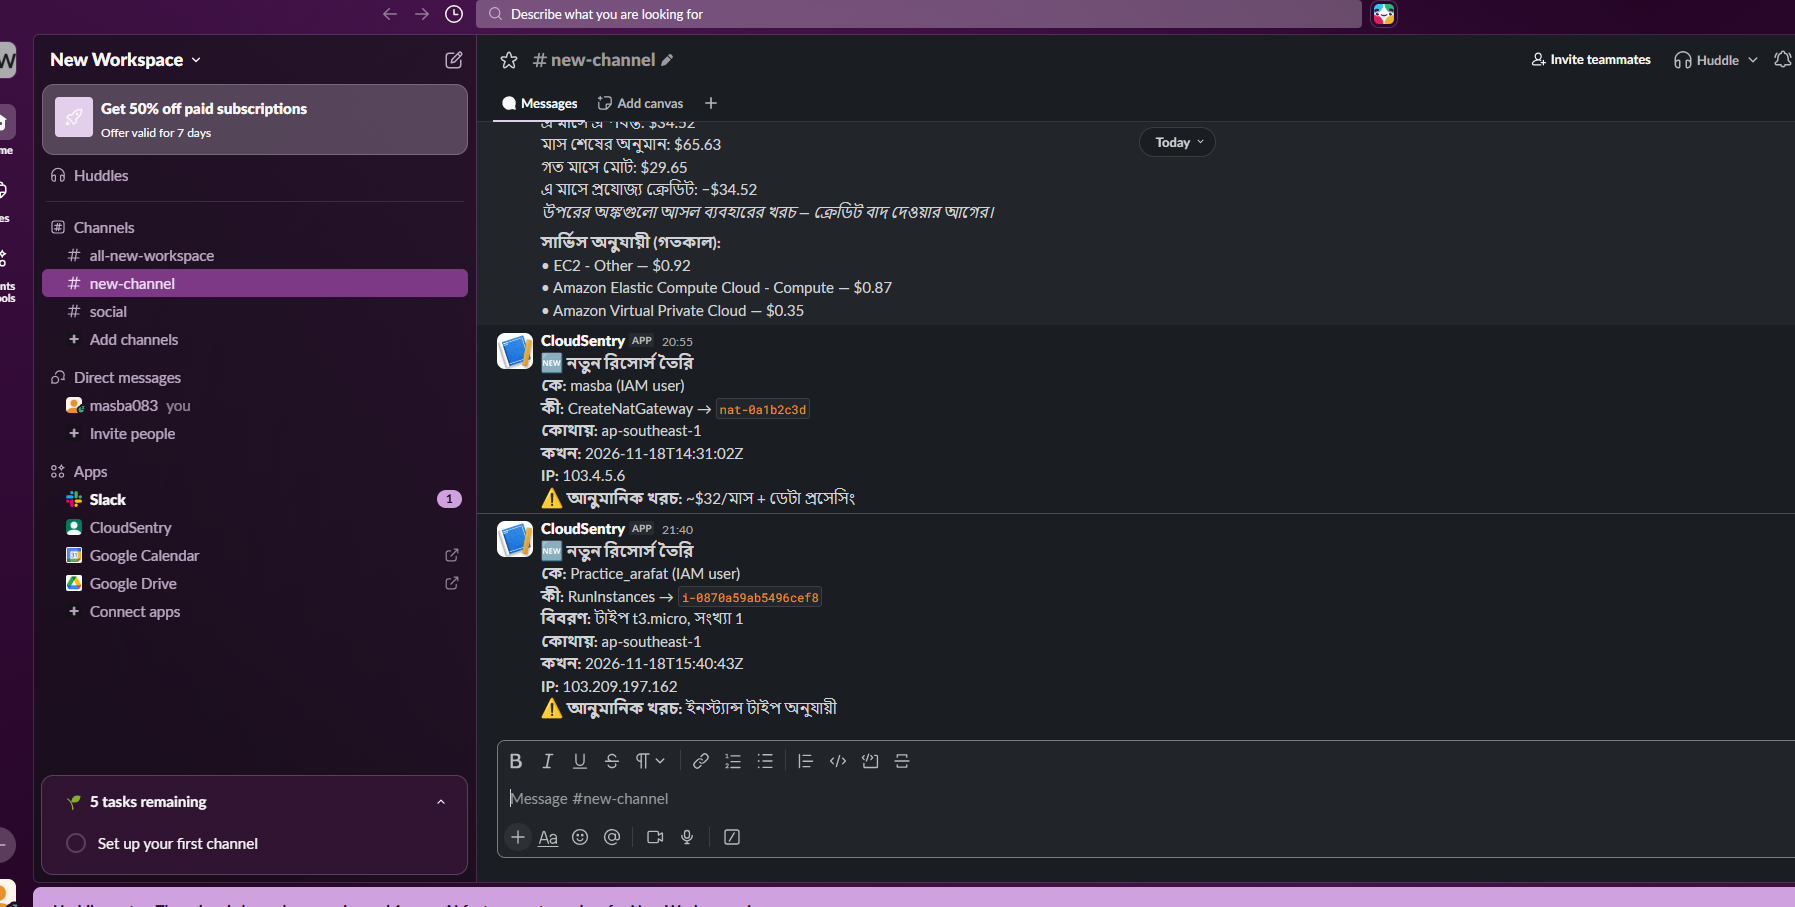 Describe what you are looking for
New Workspace
Get 50% off paid subscriptions
Offer valid for 7 days
Huddles
Channels
# all-new-workspace
# new-channel
# social
+ Add channels
Direct messages
masba083 you
+ Invite people
Apps
Slack 1
CloudSentry
Google Calendar
Google Drive
+ Connect apps
5 tasks remaining
Set up your first channel
# new-channel
Invite teammates
Huddle
Messages
Add canvas
+
Today
$34.52
মাস শেষের অনুমান: $65.63
গত মাসে মোট: $29.65
এ মাসে প্রযোজ্য ক্রেডিট: −$34.52
উপরের অঙ্কগুলো আসল ব্যবহারের খরচ — ক্রেডিট বাদ দেওয়ার আগের।
সার্ভিস অনুযায়ী (গতকাল):
• EC2 - Other — $0.92
• Amazon Elastic Compute Cloud - Compute — $0.87
• Amazon Virtual Private Cloud — $0.35
CloudSentry APP 20:55
NEW নতুন রিসোর্স তৈরি
কে: masba (IAM user)
কী: CreateNatGateway → nat-0a1b2c3d
কোথায়: ap-southeast-1
কখন: 2026-11-18T14:31:02Z
IP: 103.4.5.6
⚠️ আনুমানিক খরচ: ~$32/মাস + ডেটা প্রসেসিং
CloudSentry APP 21:40
NEW নতুন রিসোর্স তৈরি
কে: Practice_arafat (IAM user)
কী: RunInstances → i-0870a59ab5496cef8
বিবরণ: টাইপ t3.micro, সংখ্যা 1
কোথায়: ap-southeast-1
কখন: 2026-11-18T15:40:43Z
IP: 103.209.197.162
⚠️ আনুমানিক খরচ: ইনস্ট্যান্স টাইপ অনুযায়ী
Message #new-channel